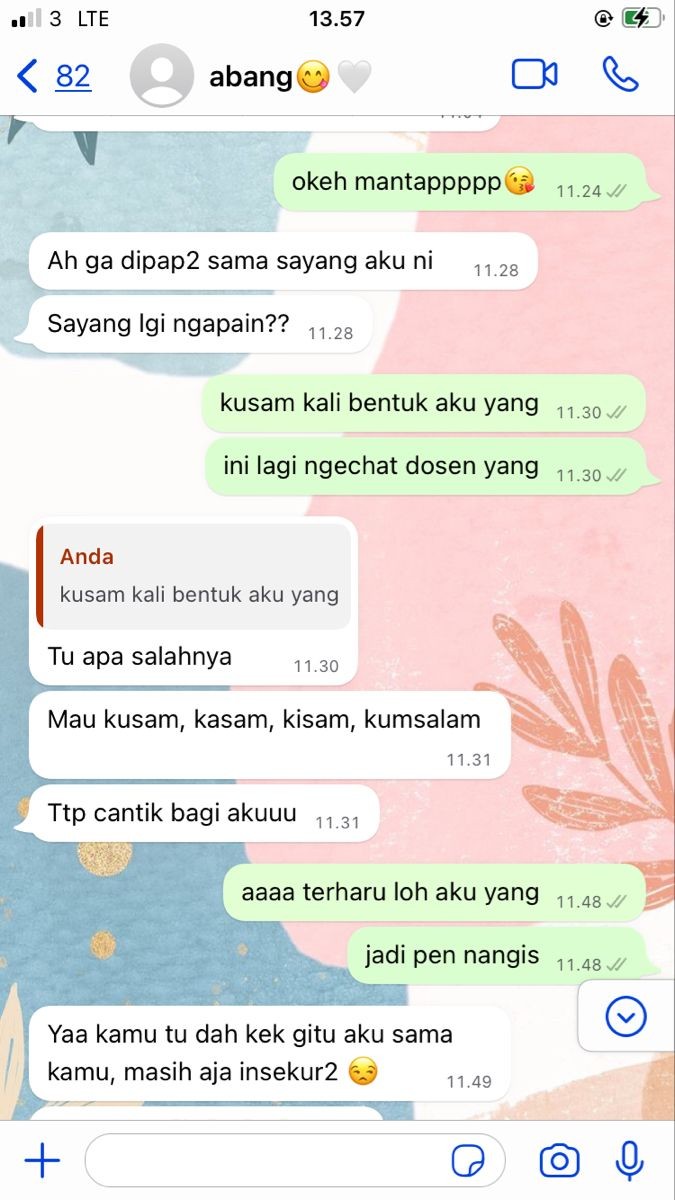 3 LTE 13.57
82 abang😋🤍
okeh mantappppp😘 11.24
Ah ga dipap2 sama sayang aku ni 11.28
Sayang lgi ngapain?? 11.28
kusam kali bentuk aku yang 11.30
ini lagi ngechat dosen yang 11.30
Anda
kusam kali bentuk aku yang
Tu apa salahnya 11.30
Mau kusam, kasam, kisam, kumsalam
11.31
Ttp cantik bagi akuuu 11.31
aaaa terharu loh aku yang 11.48
jadi pen nangis 11.48
Yaa kamu tu dah kek gitu aku sama
kamu, masih aja insekur2 😒 11.49